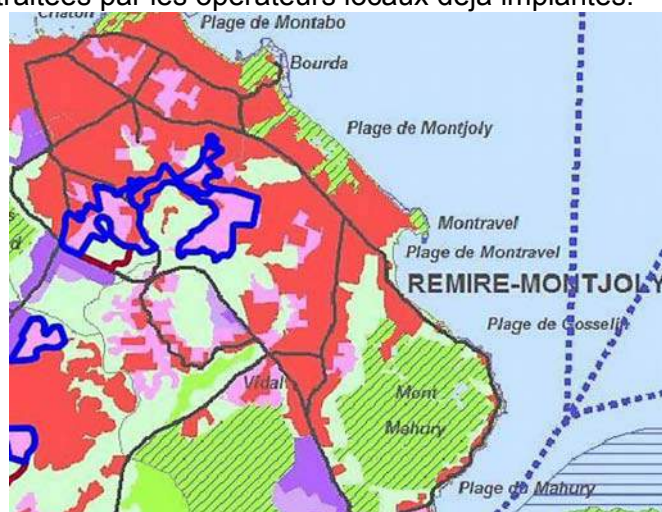 traitées par les opérateurs locaux déjà implantés.
Plage de Montabo
Bourda
Plage de Montjoly
Montravel
Plage de Montravel
REMIRE-MONTJOLY
Plage de Gosselin
Vidal
Mont
Mahury
Plage du Mahury